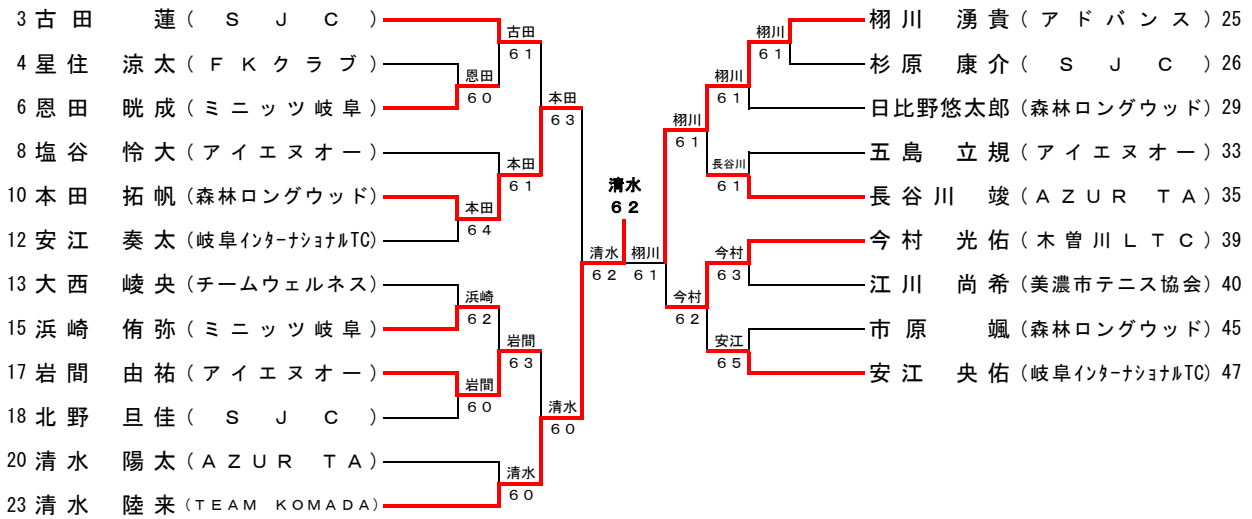 3 古田 蓮 (SJC)
4 星住 涼太 (FKクラブ)
6 恩田 晄成 (ミニッツ岐阜)
8 塩谷 怜大 (アイエヌオー)
10 本田 拓帆 (森林ロングウッド)
12 安江 奏太 (岐阜インターナショナルTC)
13 大西 崚央 (チームウェルネス)
15 浜崎 侑弥 (ミニッツ岐阜)
17 岩間 由祐 (アイエヌオー)
18 北野 旦佳 (SJC)
20 清水 陽太 (AZUR TA)
23 清水 陸来 (TEAM KOMADA)
恩田
60
本田
64
浜崎
62
岩間
60
古田
61
本田
61
岩間
63
清水
60
本田
63
清水
60
清水
62
清水
62
栩川
61
栩川
61
今村
62
栩川
61
長谷川
61
今村
63
安江
65
栩川
61
栩川 湧貴 (アドバンス) 25
杉原 康介 (SJC) 26
日比野悠太郎 (森林ロングウッド) 29
五島 立規 (アイエヌオー) 33
長谷川 竣 (AZUR TA) 35
今村 光佑 (木曽川LTC) 39
江川 尚希 (美濃市テニス協会) 40
市原 颯 (森林ロングウッド) 45
安江 央佑 (岐阜インターナショナルTC) 47